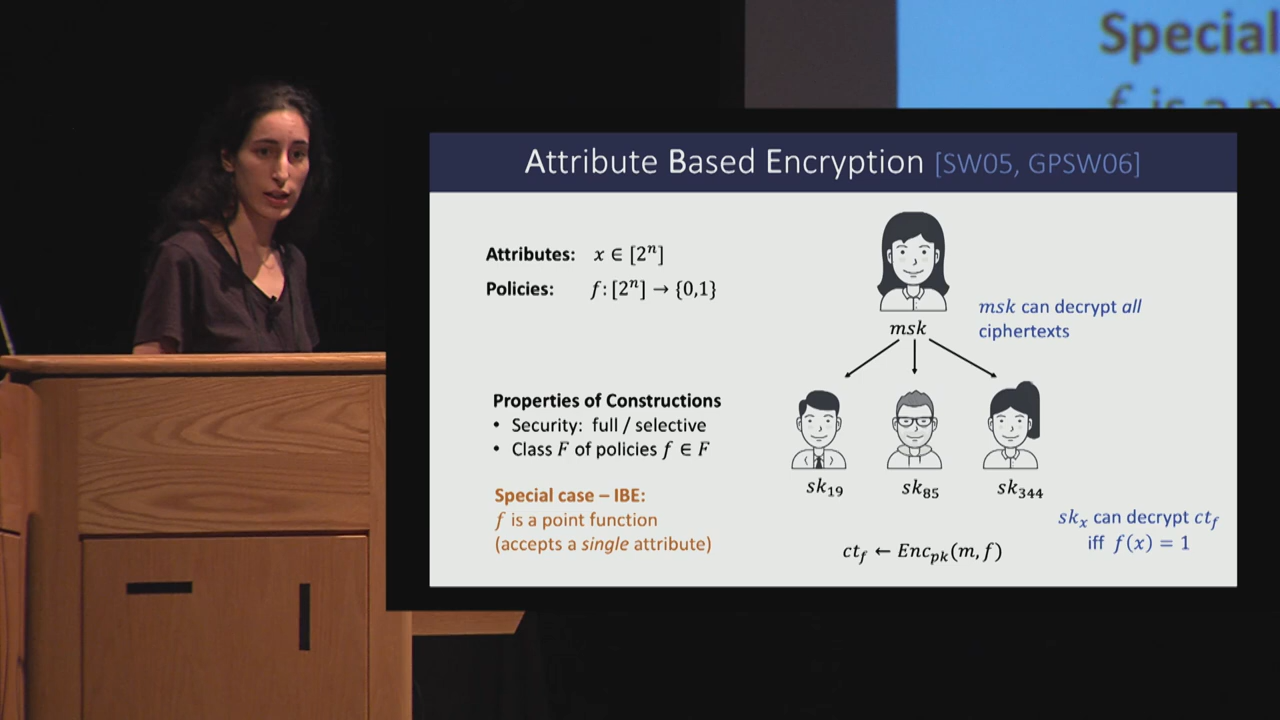 Special
f is a p
Attribute Based Encryption [SW05, GPSW06]
Attributes: x ∈ [2ⁿ]
Policies: f: [2ⁿ] → {0,1}
msk can decrypt all
ciphertexts
msk
Properties of Constructions
• Security: full / selective
• Class F of policies f ∈ F
sk₁₉
sk₈₅
sk₃₄₄
Special case – IBE:
f is a point function
(accepts a single attribute)
ct_f ← Enc_pk(m, f)
sk_x can decrypt ct_f
iff f(x) = 1